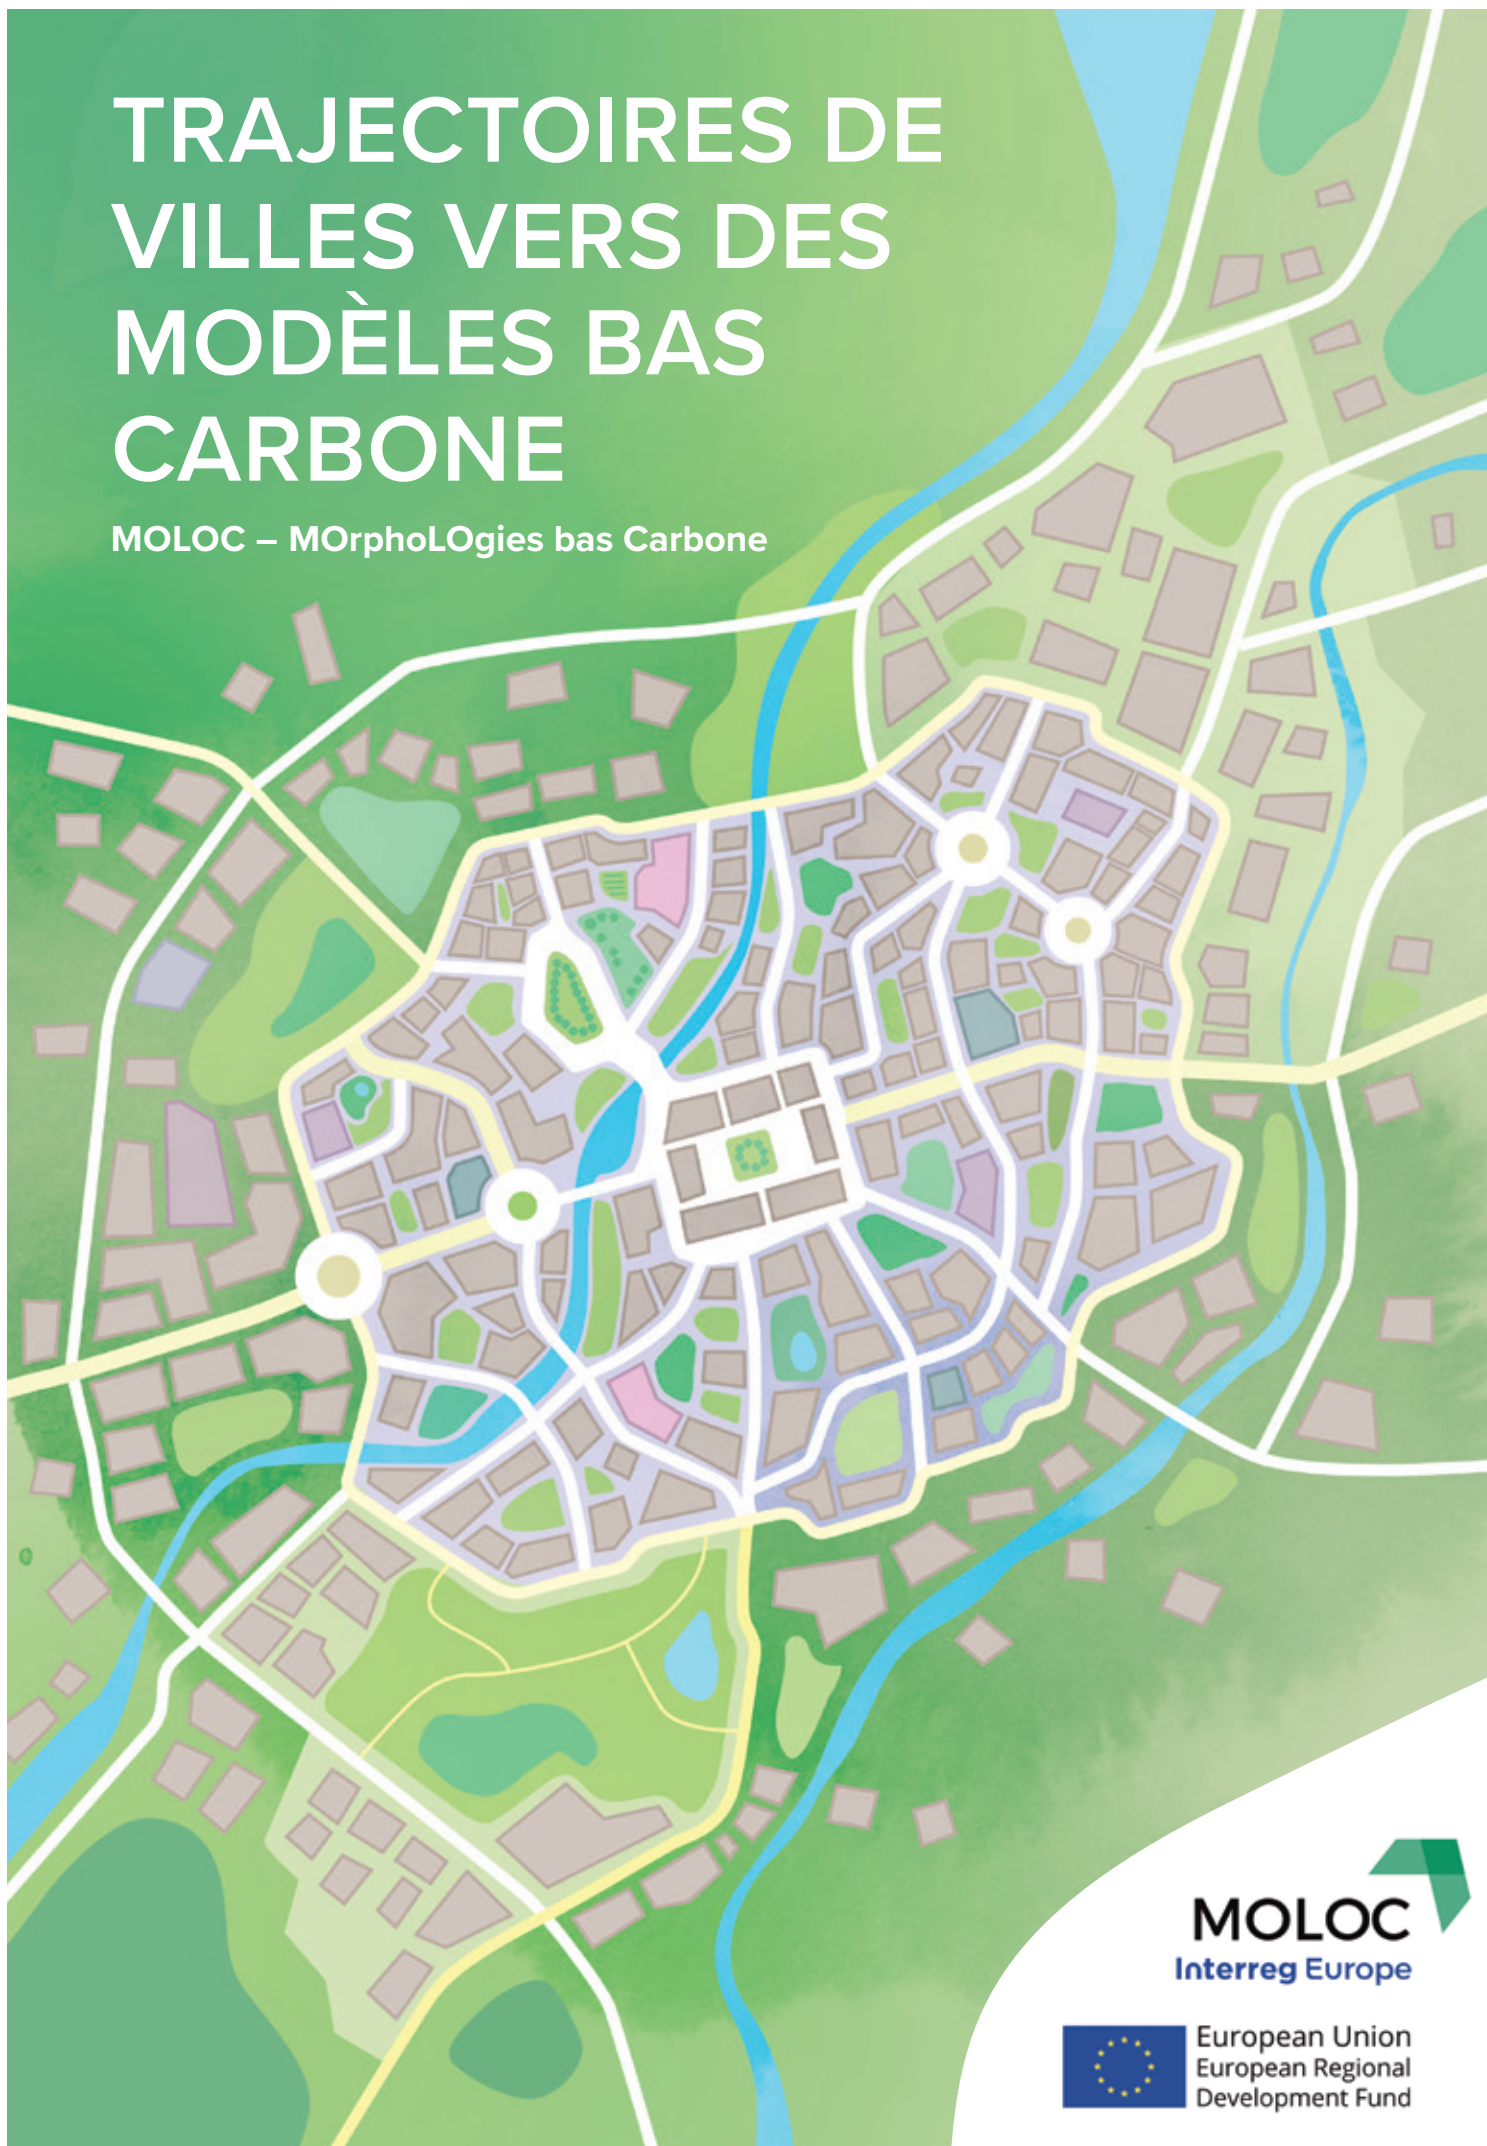 TRAJECTOIRES DE
VILLES VERS DES
MODÈLES BAS
CARBONE
MOLOC – MOrphoLOgies bas Carbone
MOLOC
Interreg Europe
European Union
European Regional
Development Fund